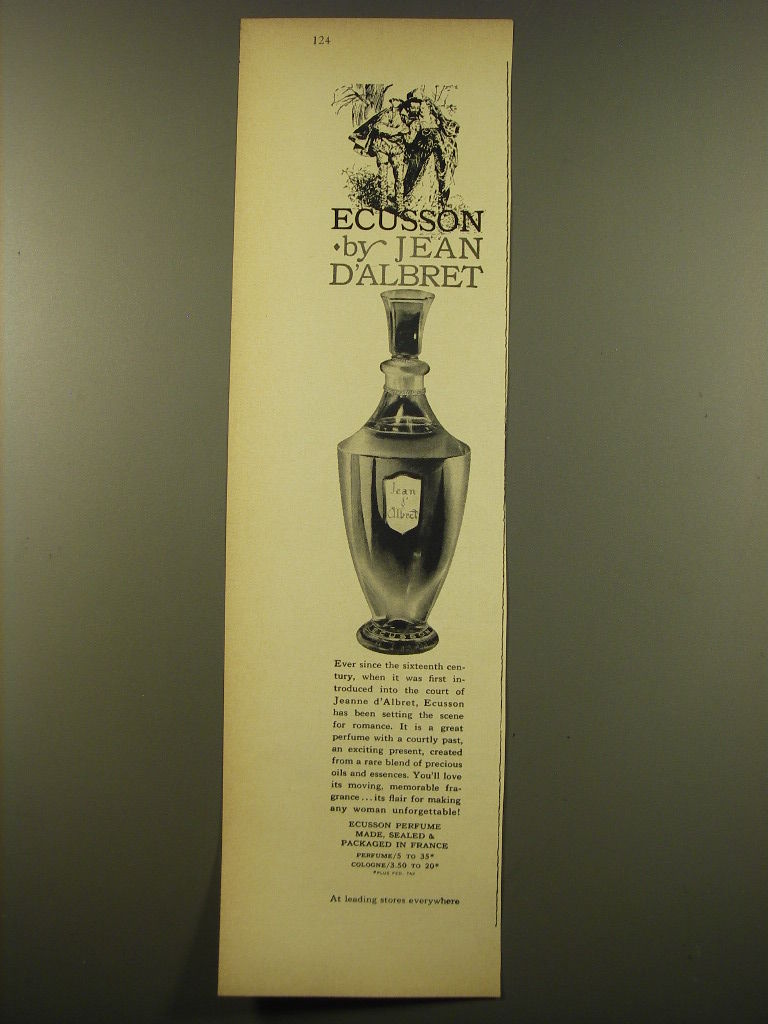 124
ECUSSON
by JEAN
D'ALBRET
Jean
d'
Albret
ECUSSON
Ever since the sixteenth cen-
tury, when it was first in-
troduced into the court of
Jeanne d'Albret, Ecusson
has been setting the scene
for romance. It is a great
perfume with a courtly past,
an exciting present, created
from a rare blend of precious
oils and essences. You'll love
its moving, memorable fra-
grance...its flair for making
any woman unforgettable!
ECUSSON PERFUME
MADE, SEALED &
PACKAGED IN FRANCE
PERFUME/5 TO 35*
COLOGNE/3.50 TO 20*
*PLUS FED. TAX
At leading stores everywhere